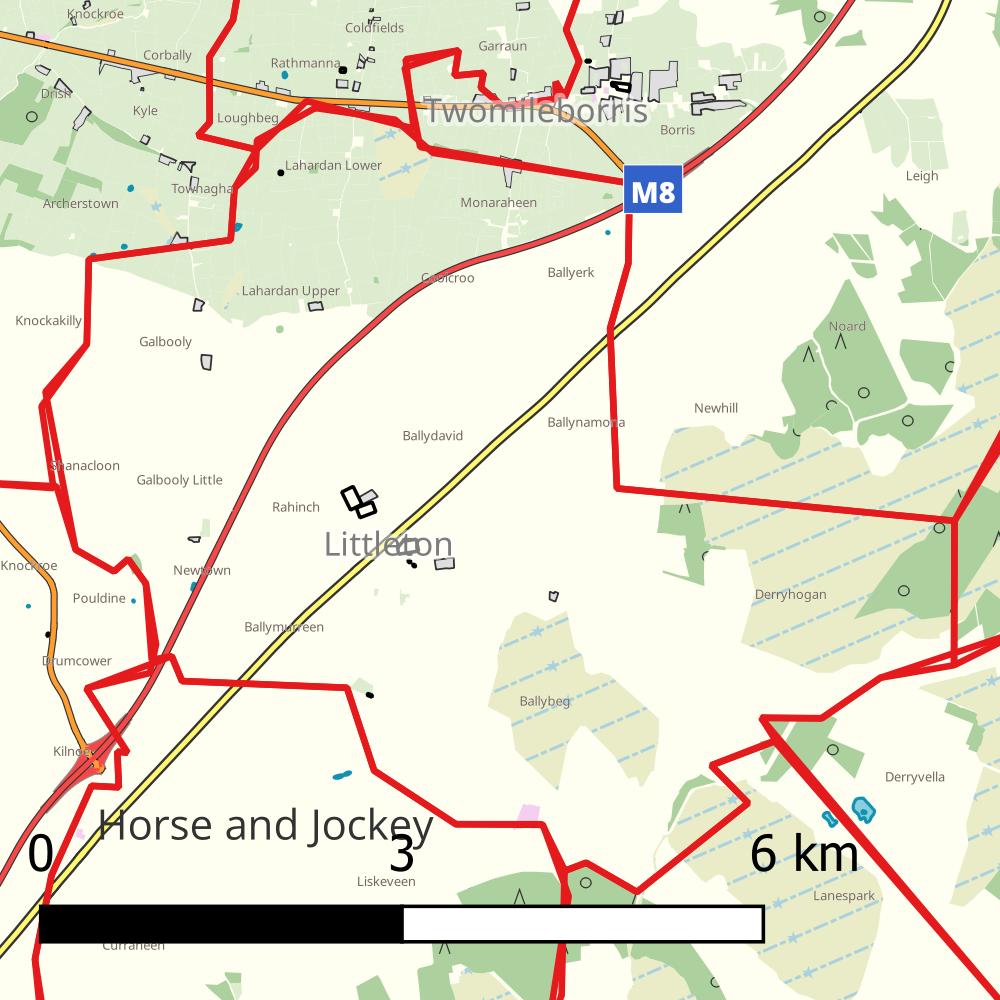 Knockroe
Coldfields
Garraun
Corbally
Rathmanna
Drish
Kyle
Loughbeg
Twomileborris
Borris
Lahardan Lower
Leigh
Townagha
Archerstown
M8
Monaraheen
Coolcroo
Ballyerk
Lahardan Upper
Knockakilly
Galbooly
Noard
Newhill
Ballynamona
Ballydavid
Shanacloon
Galbooly Little
Rahinch
Littleton
Knockroe
Newtown
Pouldine
Derryhogan
Ballymurreen
Drumcower
Ballybeg
Derryvella
Horse and Jockey
0 3 6 km
Liskeveen
Lanespark
Curraheen